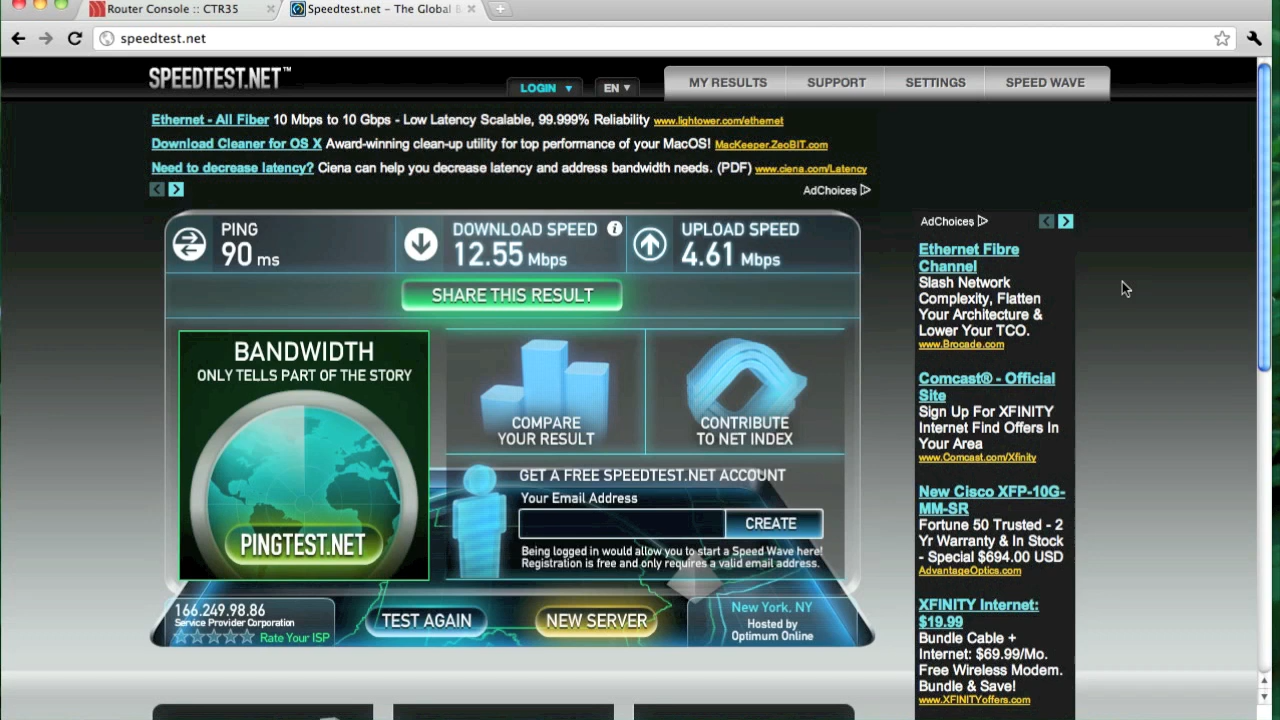 Router Console :: CTR35
Speedtest.net – The Global B
speedtest.net
SPEEDTEST.NET™
LOGIN
EN
MY RESULTS
SUPPORT
SETTINGS
SPEED WAVE
Ethernet - All Fiber 10 Mbps to 10 Gbps - Low Latency Scalable, 99.999% Reliability www.lightower.com/ethernet
Download Cleaner for OS X Award-winning clean-up utility for top performance of your MacOS! MacKeeper.ZeoBIT.com
Need to decrease latency? Ciena can help you decrease latency and address bandwidth needs. (PDF) www.ciena.com/Latency
AdChoices
PING
90 ms
DOWNLOAD SPEED
12.55 Mbps
UPLOAD SPEED
4.61 Mbps
SHARE THIS RESULT
BANDWIDTH
ONLY TELLS PART OF THE STORY
PINGTEST.NET
COMPARE
YOUR RESULT
CONTRIBUTE
TO NET INDEX
GET A FREE SPEEDTEST.NET ACCOUNT
Your Email Address
CREATE
Being logged in would allow you to start a Speed Wave here!
Registration is free and only requires a valid email address.
166.249.98.86
Service Provider Corporation
Rate Your ISP
TEST AGAIN
NEW SERVER
New York, NY
Hosted by
Optimum Online
AdChoices
Ethernet Fibre
Channel
Slash Network
Complexity, Flatten
Your Architecture &
Lower Your TCO.
www.Brocade.com
Comcast® - Official
Site
Sign Up For XFINITY
Internet Find Offers In
Your Area
www.Comcast.com/Xfinity
New Cisco XFP-10G-
MM-SR
Fortune 50 Trusted - 2
Yr Warranty & In Stock
- Special $694.00 USD
AdvantageOptics.com
XFINITY Internet:
$19.99
Bundle Cable +
Internet: $69.99/Mo.
Free Wireless Modem.
Bundle & Save!
www.XFINITYoffers.com